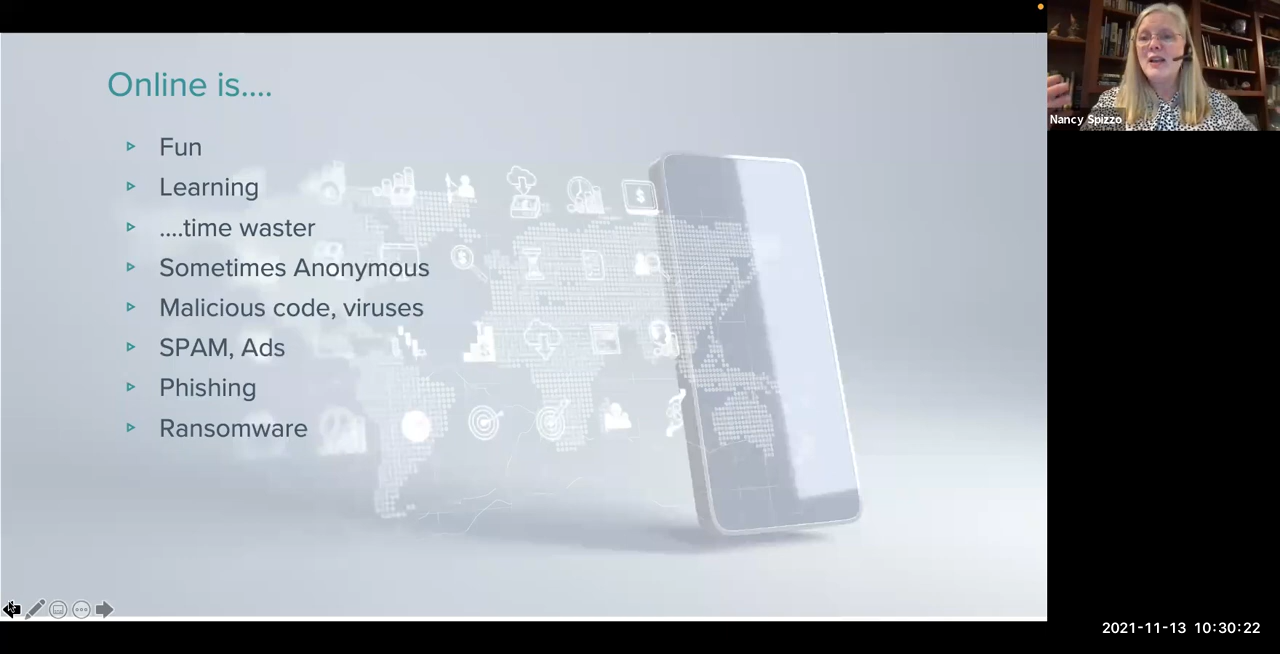 Online is....
Fun
Learning
....time waster
Sometimes Anonymous
Malicious code, viruses
SPAM, Ads
Phishing
Ransomware
Nancy Spizzo
2021-11-13 10:30:22